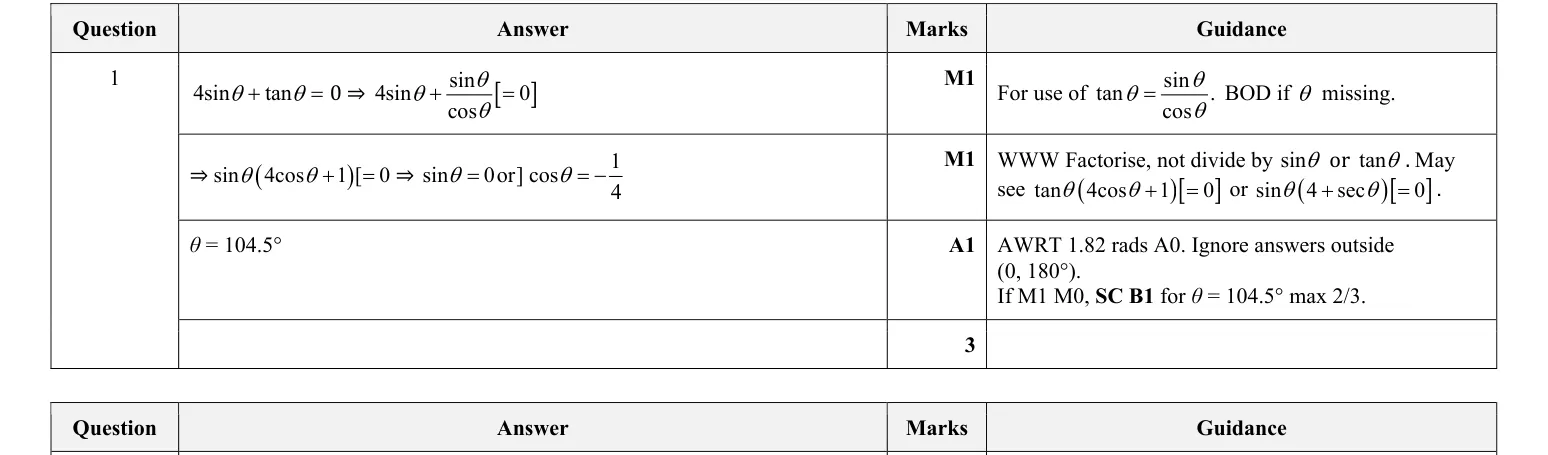 Question Answer Marks Guidance
1 4sinθ + tanθ = 0 ⇒ 4sinθ + sinθ/cosθ [= 0] M1 For use of tanθ = sinθ/cosθ. BOD if θ missing.
⇒ sinθ(4cosθ + 1)[= 0 ⇒ sinθ = 0 or] cosθ = −1/4 M1 WWW Factorise, not divide by sinθ or tanθ. May
see tanθ(4cosθ + 1)[= 0] or sinθ(4 + secθ)[= 0].
θ = 104.5° A1 AWRT 1.82 rads A0. Ignore answers outside
(0, 180°).
If M1 M0, SC B1 for θ = 104.5° max 2/3.
3
Question Answer Marks Guidance